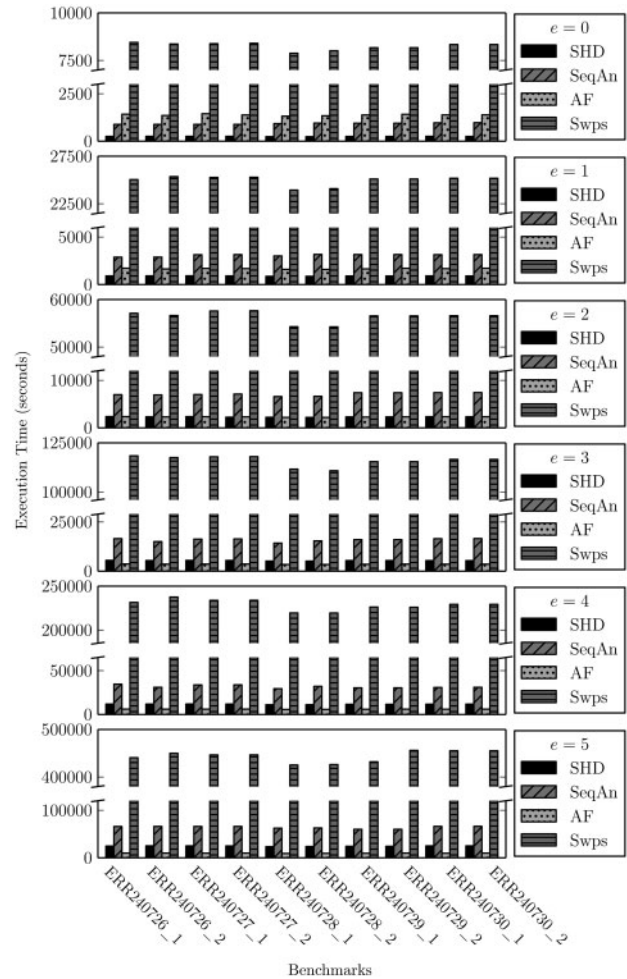 10000
7500
2500
0
e = 0
SHD
SeqAn
AF
Swps
27500
22500
5000
0
e = 1
SHD
SeqAn
AF
Swps
60000
50000
10000
0
e = 2
SHD
SeqAn
AF
Swps
Execution Time (seconds)
125000
100000
25000
0
e = 3
SHD
SeqAn
AF
Swps
250000
200000
50000
0
e = 4
SHD
SeqAn
AF
Swps
500000
400000
100000
0
e = 5
SHD
SeqAn
AF
Swps
ERR240726_1
ERR240726_2
ERR240727_1
ERR240727_2
ERR240728_1
ERR240728_2
ERR240729_1
ERR240729_2
ERR240730_1
ERR240730_2
Benchmarks